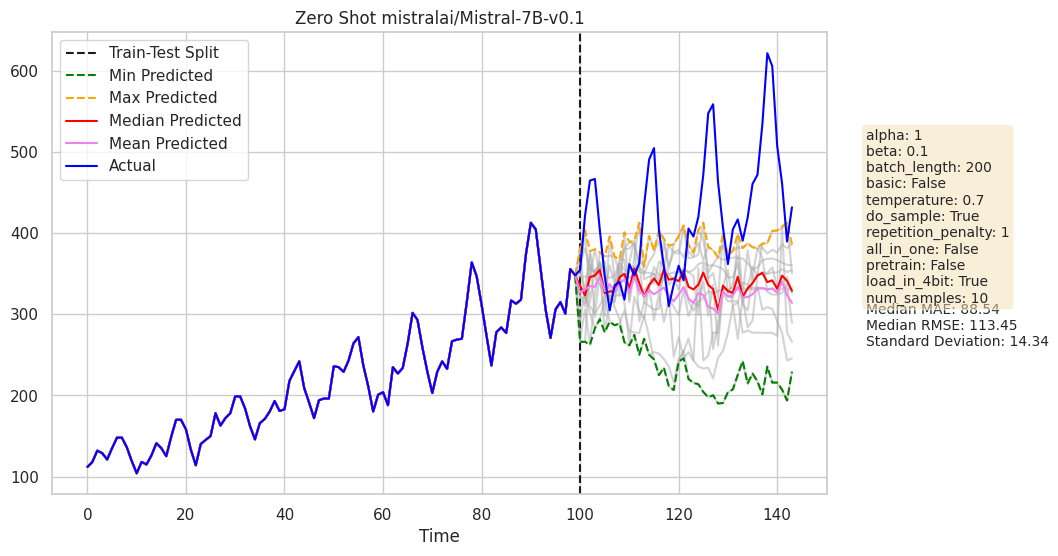 Zero Shot mistralai/Mistral-7B-v0.1
Train-Test Split
Min Predicted
Max Predicted
Median Predicted
Mean Predicted
Actual
600
500
400
300
200
100
0
20
40
60
80
100
120
140
Time
alpha: 1
beta: 0.1
batch_length: 200
basic: False
temperature: 0.7
do_sample: True
repetition_penalty: 1
all_in_one: False
pretrain: False
load_in_4bit: True
num_samples: 10
Median MAE: 88.54
Median RMSE: 113.45
Standard Deviation: 14.34